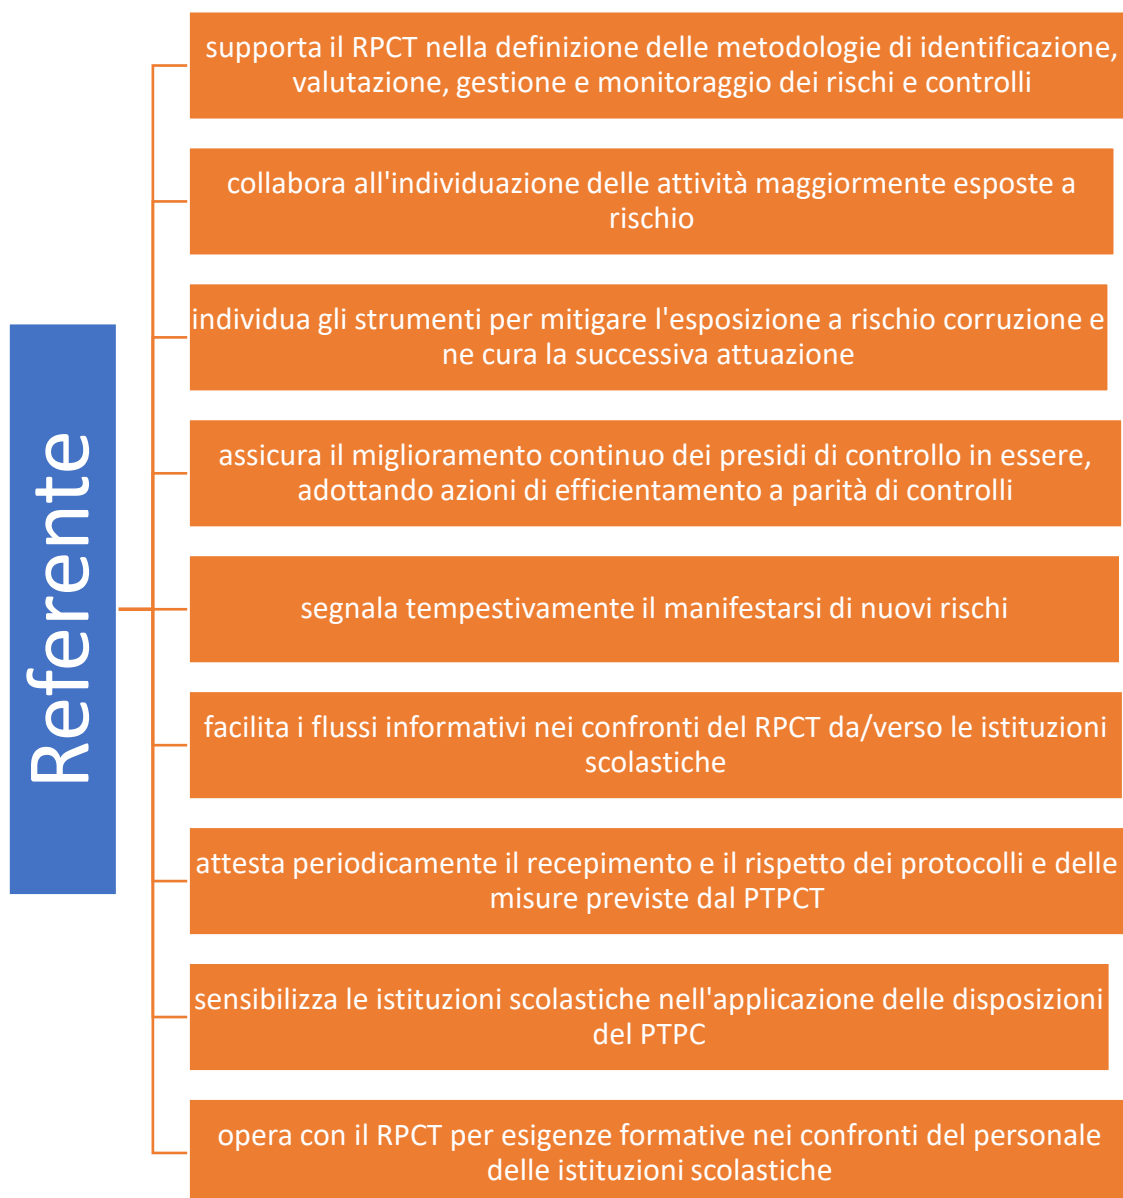 Referente
supporta il RPCT nella definizione delle metodologie di identificazione,
valutazione, gestione e monitoraggio dei rischi e controlli
collabora all'individuazione delle attività maggiormente esposte a
rischio
individua gli strumenti per mitigare l'esposizione a rischio corruzione e
ne cura la successiva attuazione
assicura il miglioramento continuo dei presidi di controllo in essere,
adottando azioni di efficientamento a parità di controlli
segnala tempestivamente il manifestarsi di nuovi rischi
facilita i flussi informativi nei confronti del RPCT da/verso le istituzioni
scolastiche
attesta periodicamente il recepimento e il rispetto dei protocolli e delle
misure previste dal PTPCT
sensibilizza le istituzioni scolastiche nell'applicazione delle disposizioni
del PTPC
opera con il RPCT per esigenze formative nei confronti del personale
delle istituzioni scolastiche